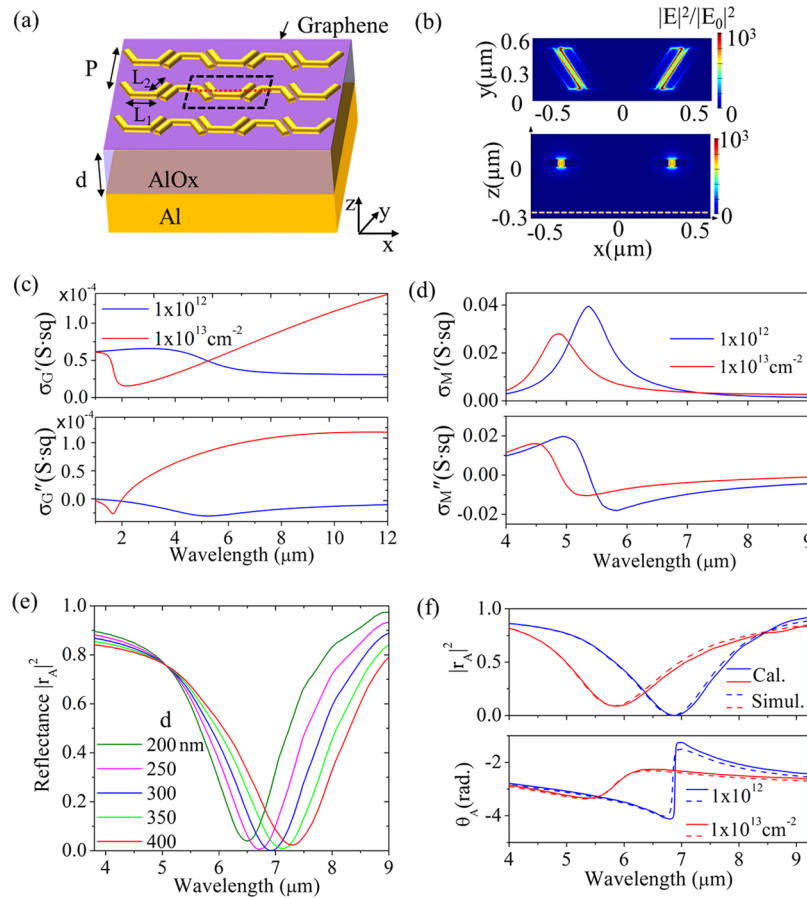 (a)
Graphene
P
L₂
L₁
d
AlOx
Al
z
y
x
(b)
|E|²/|E₀|²
y(μm)
0.6
0.3
0
-0.5
0
0.5
10³
0
z(μm)
0
-0.3
-0.5
0
0.5
x(μm)
10³
0
(c)
x10⁻⁴
σG′(S·sq)
1.0
0.5
0.0
1x10¹²
1x10¹³cm⁻²
x10⁻⁴
σG″(S·sq)
1.0
0.0
2 4 6 8 10 12
Wavelength (μm)
(d)
σM′(S·sq)
0.04
0.02
0.00
1x10¹²
1x10¹³cm⁻²
σM″(S·sq)
0.02
0.00
-0.02
4 5 6 7 8 9
Wavelength (μm)
(e)
Reflectance |rA|²
1.0
0.8
0.6
0.4
0.2
0.0
d
200 nm
250
300
350
400
4 5 6 7 8 9
Wavelength (μm)
(f)
|rA|²
1.0
0.5
0.0
Cal.
Simul.
θA(rad.)
-2
-4
1x10¹²
1x10¹³cm⁻²
4 5 6 7 8 9
Wavelength (μm)